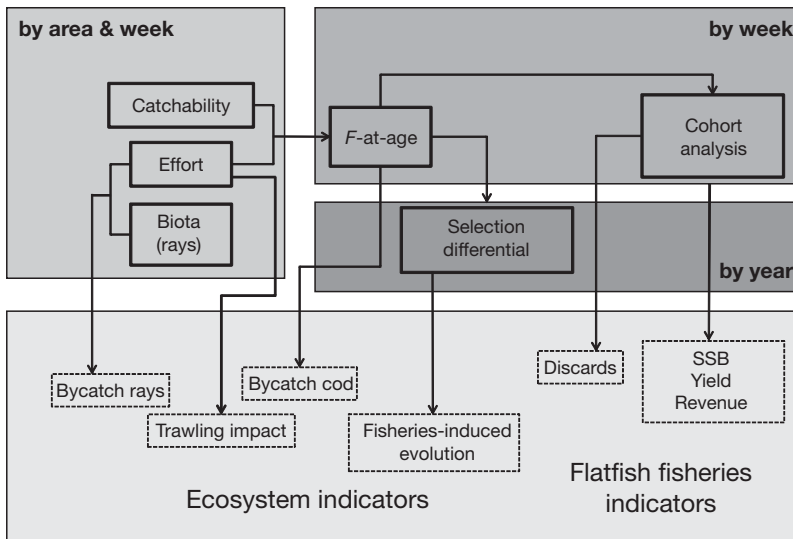 by area & week
by week
Catchability
F-at-age
Cohort
analysis
Effort
Biota
(rays)
Selection
differential
by year
Bycatch rays
Bycatch cod
Discards
SSB
Yield
Revenue
Trawling impact
Fisheries-induced
evolution
Ecosystem indicators
Flatfish fisheries
indicators